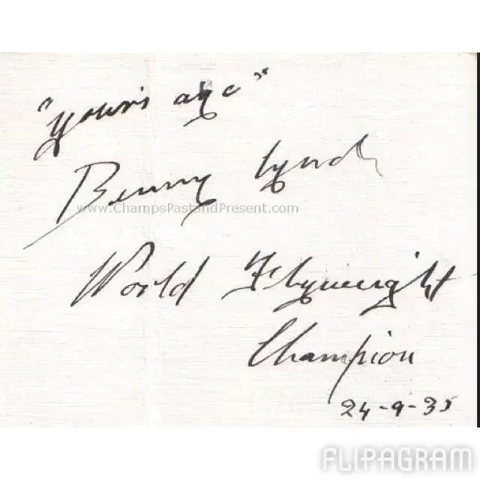 "Yours aye"
Benny Lynch
www.ChampsPastandPresent.com
World Flyweight
Champion
24-9-35
FLIPAGRAM